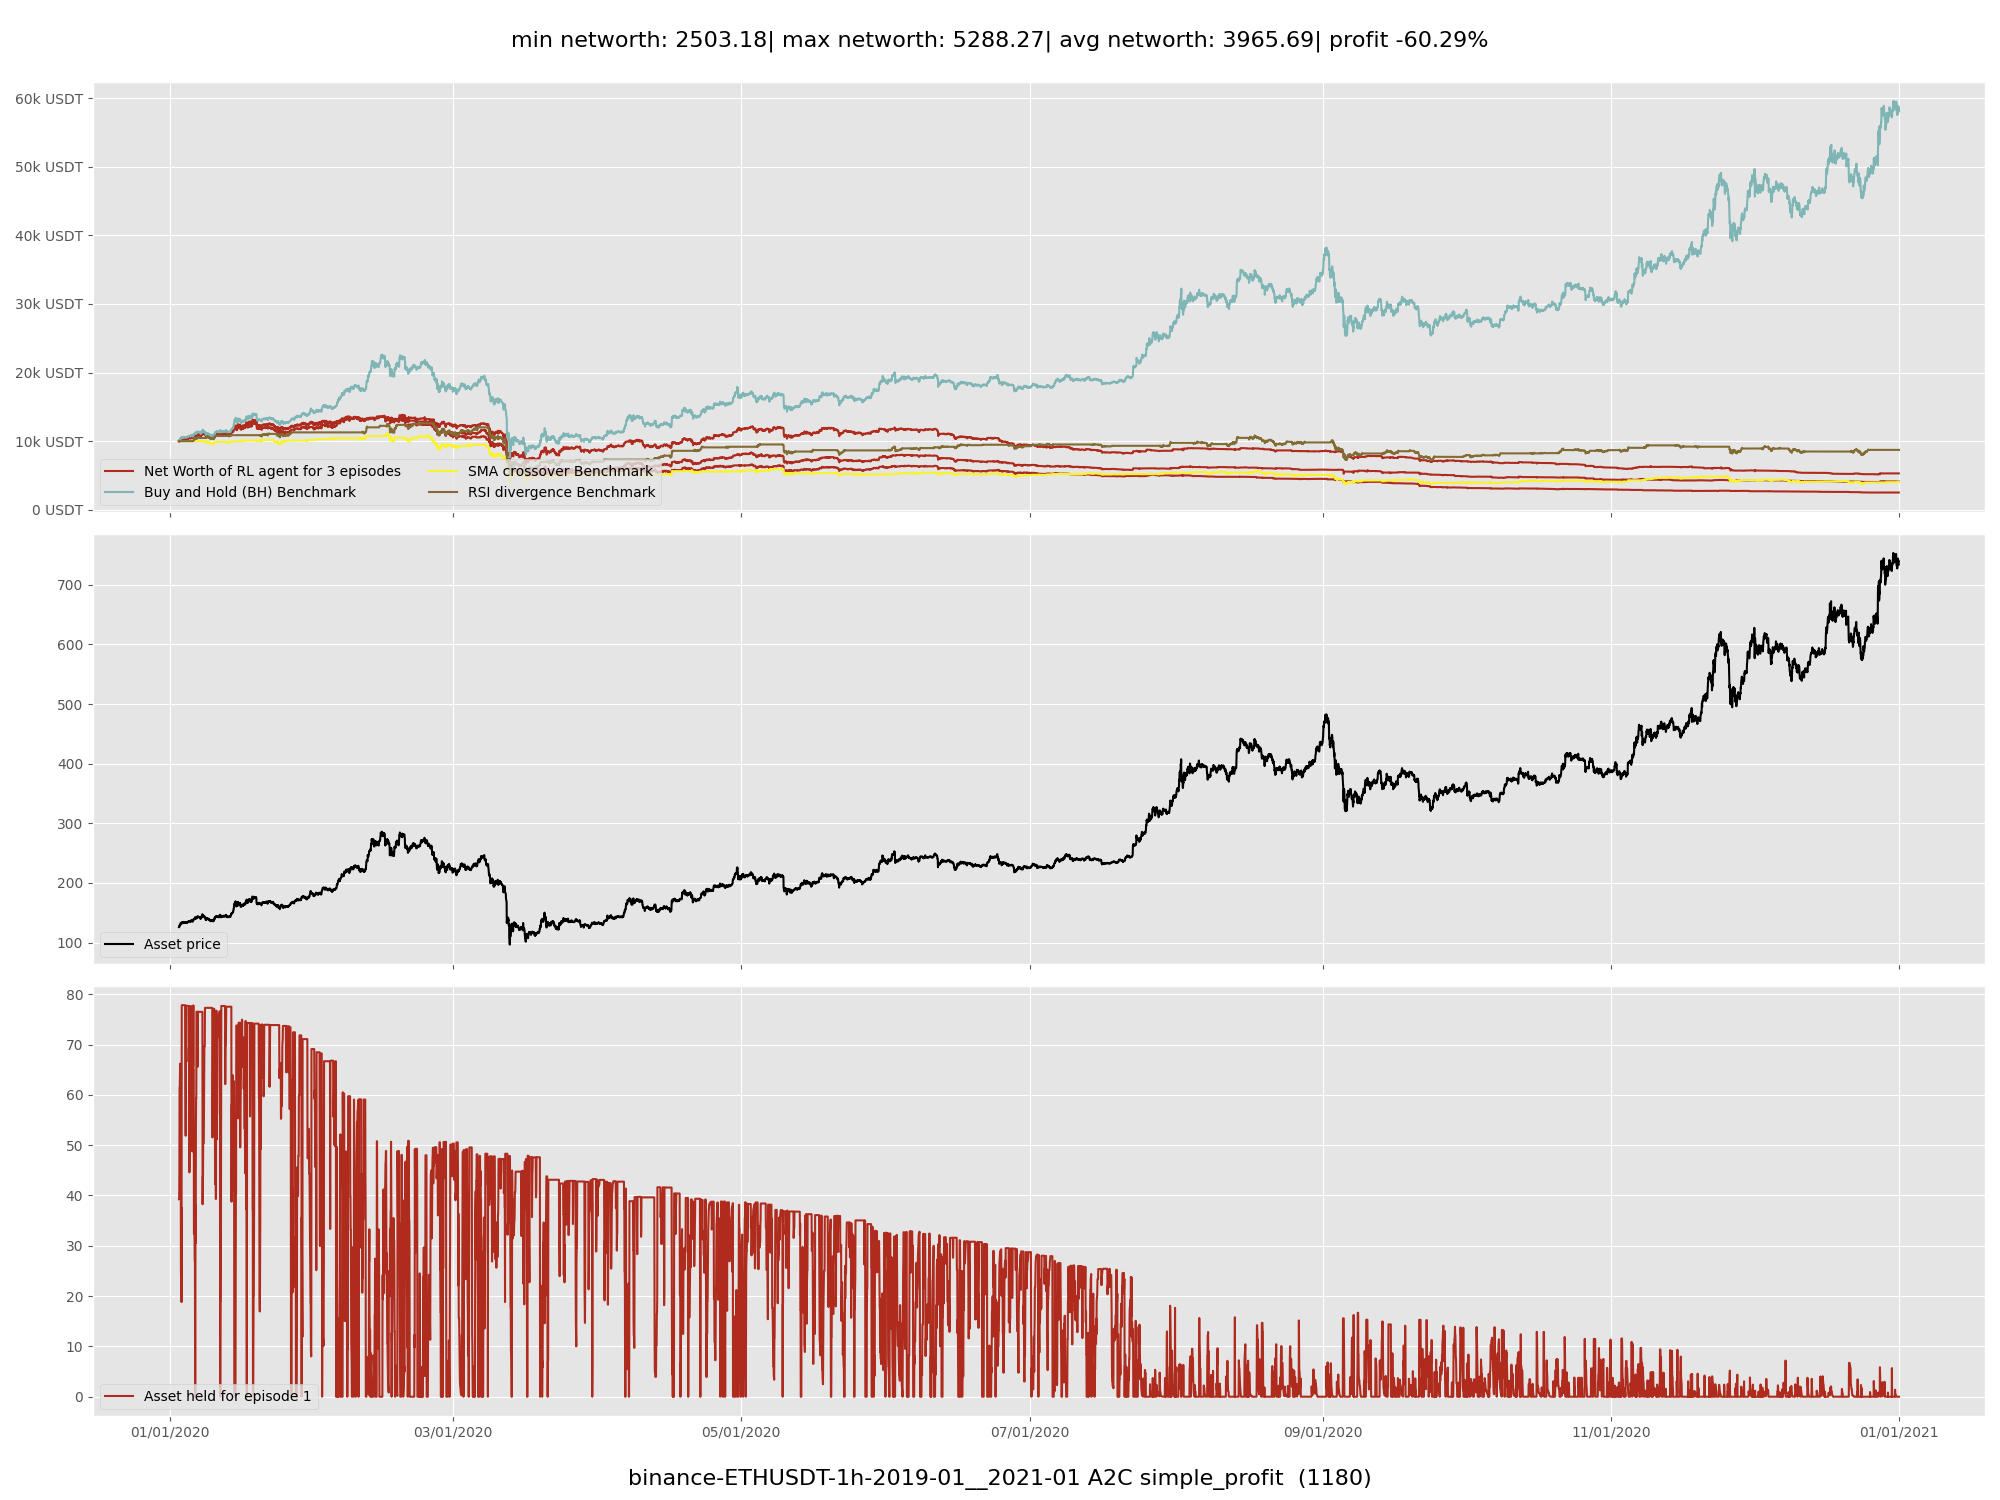 min networth: 2503.18| max networth: 5288.27| avg networth: 3965.69| profit -60.29%
60k USDT
50k USDT
40k USDT
30k USDT
20k USDT
10k USDT
0 USDT
Net Worth of RL agent for 3 episodes
Buy and Hold (BH) Benchmark
SMA crossover Benchmark
RSI divergence Benchmark
700
600
500
400
300
200
100
Asset price
80
70
60
50
40
30
20
10
0
Asset held for episode 1
01/01/2020 03/01/2020 05/01/2020 07/01/2020 09/01/2020 11/01/2020 01/01/2021
binance-ETHUSDT-1h-2019-01__2021-01 A2C simple_profit (1180)